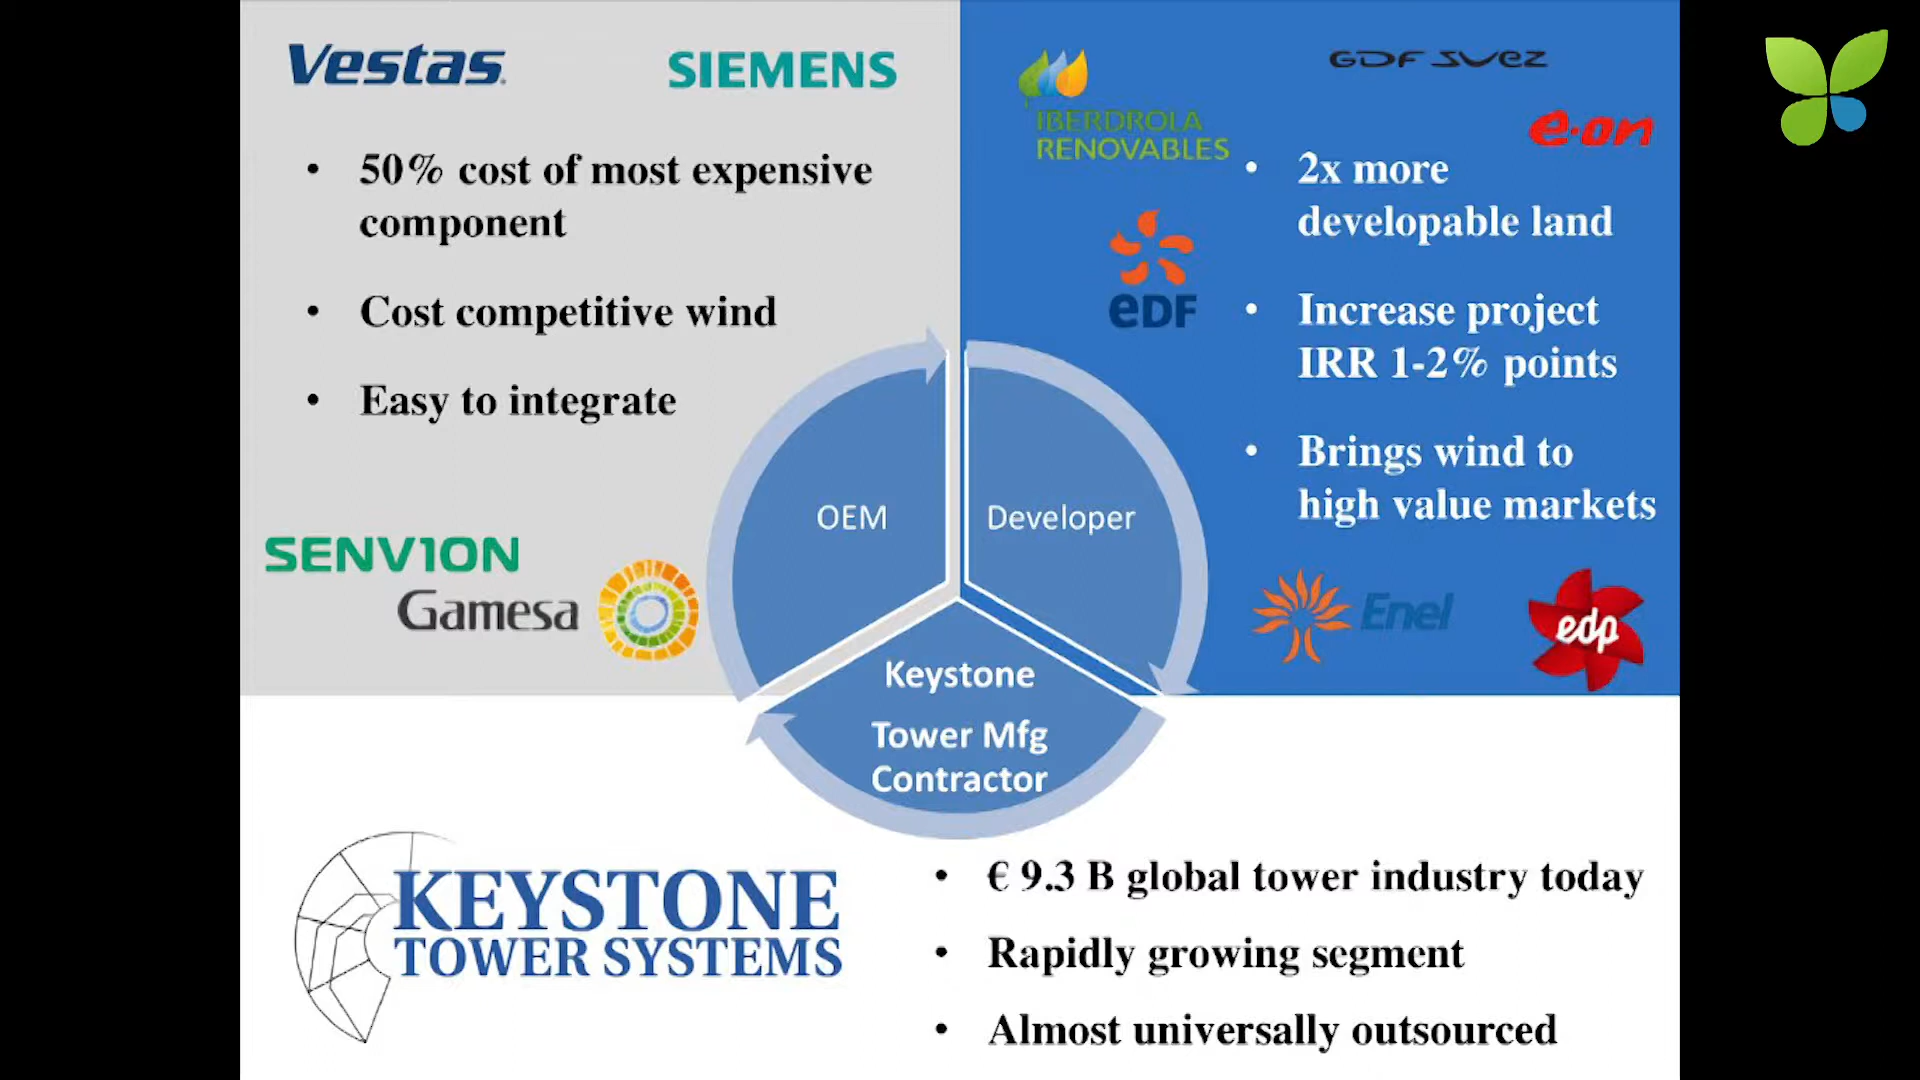 Vestas
SIEMENS
• 50% cost of most expensive
component
• Cost competitive wind
• Easy to integrate
SENVION
Gamesa
IBERDROLA
RENOVABLES
GDF SUEZ
e·on
eDF
• 2x more
developable land
• Increase project
IRR 1-2% points
• Brings wind to
high value markets
Enel
edp
OEM
Developer
Keystone
Tower Mfg
Contractor
KEYSTONE
TOWER SYSTEMS
• € 9.3 B global tower industry today
• Rapidly growing segment
• Almost universally outsourced